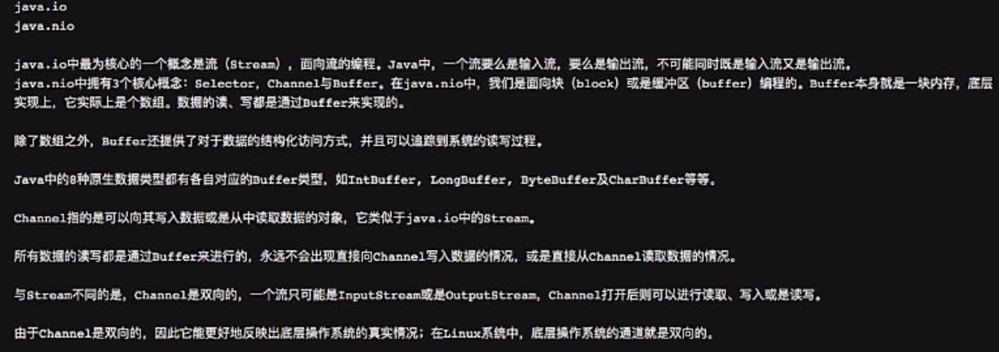 java.io
java.nio
java.io中最为核心的一个概念是流（Stream），面向流的编程。Java中，一个流要么是输入流，要么是输出流，不可能同时既是输入流又是输出流。
java.nio中拥有3个核心概念：Selector，Channel与Buffer。在java.nio中，我们是面向块（block）或是缓冲区（buffer）编程的。Buffer本身就是一块内存，底层
实现上，它实际上是个数组。数据的读、写都是通过Buffer来实现的。
除了数组之外，Buffer还提供了对于数据的结构化访问方式，并且可以追踪到系统的读写过程。
Java中的8种原生数据类型都有各自对应的Buffer类型，如IntBuffer, LongBuffer, ByteBuffer及CharBuffer等等。
Channel指的是可以向其写入数据或是从中读取数据的对象，它类似于java.io中的Stream。
所有数据的读写都是通过Buffer来进行的，永远不会出现直接向Channel写入数据的情况，或是直接从Channel读取数据的情况。
与Stream不同的是，Channel是双向的，一个流只可能是InputStream或是OutputStream，Channel打开后则可以进行读取、写入或是读写。
由于Channel是双向的，因此它能更好地反映出底层操作系统的真实情况；在Linux系统中，底层操作系统的通道就是双向的。